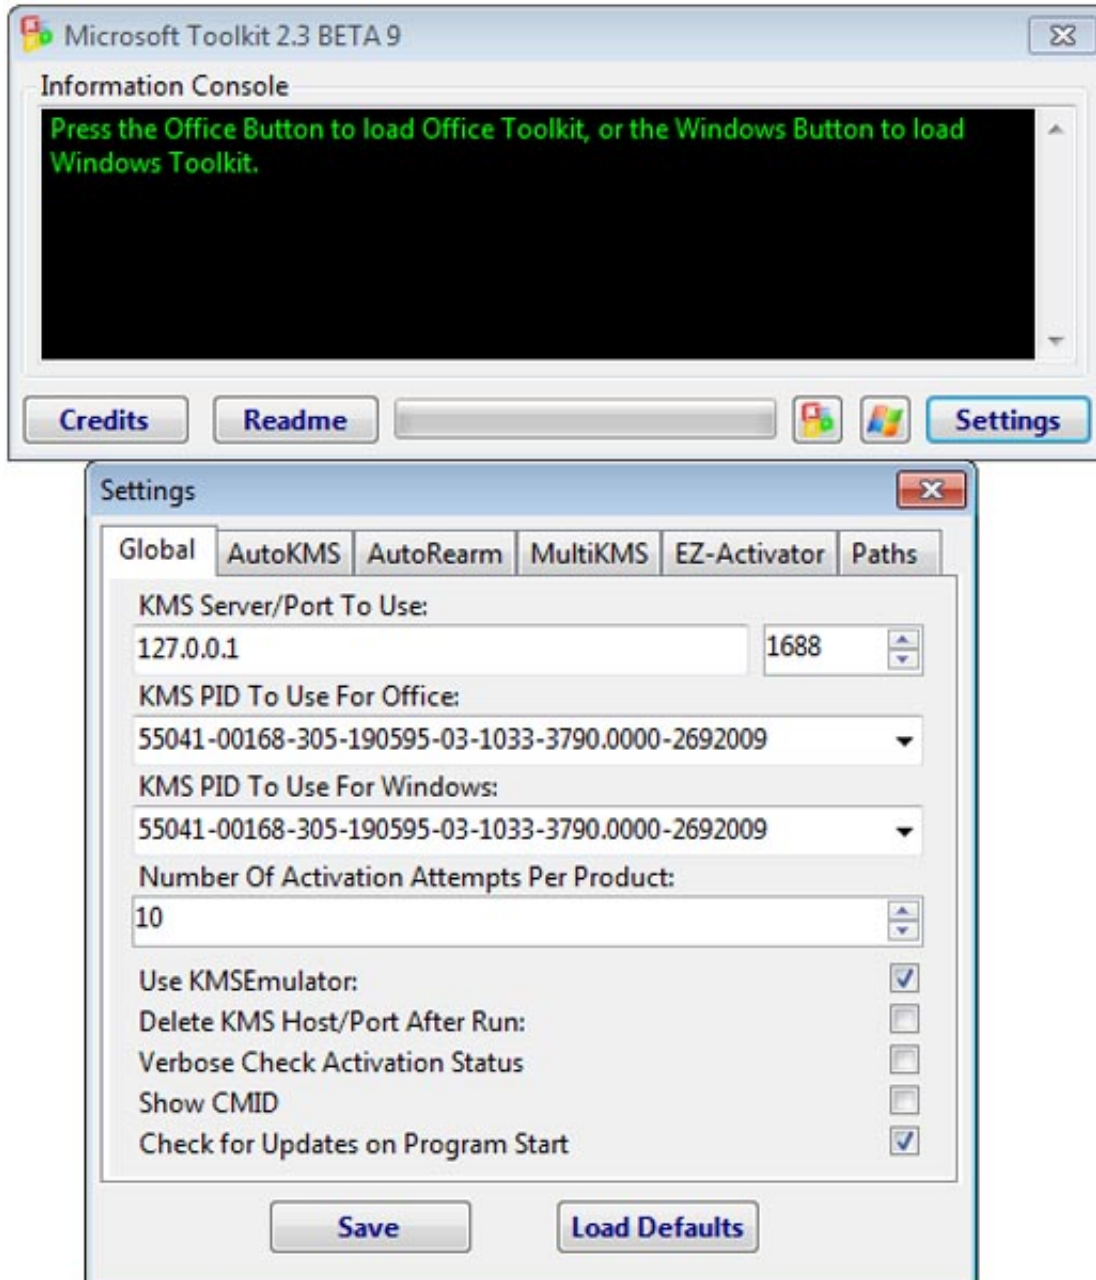 Microsoft Toolkit 2.3 BETA 9
Information Console
Press the Office Button to load Office Toolkit, or the Windows Button to load
Windows Toolkit.
Credits
Readme
Settings
Settings
Global AutoKMS AutoRearm MultiKMS EZ-Activator Paths
KMS Server/Port To Use:
127.0.0.1 1688
KMS PID To Use For Office:
55041-00168-305-190595-03-1033-3790.0000-2692009
KMS PID To Use For Windows:
55041-00168-305-190595-03-1033-3790.0000-2692009
Number Of Activation Attempts Per Product:
10
Use KMSEmulator:
Delete KMS Host/Port After Run:
Verbose Check Activation Status
Show CMID
Check for Updates on Program Start
Save
Load Defaults